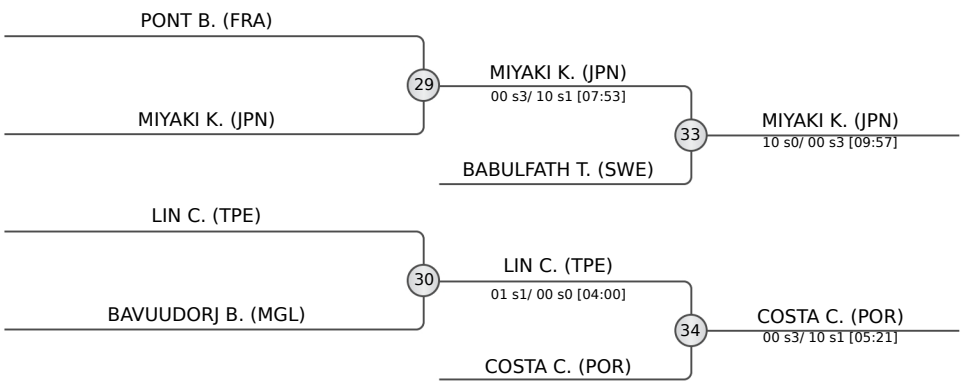 PONT B. (FRA)
29
MIYAKI K. (JPN)
MIYAKI K. (JPN)
00 s3/ 10 s1 [07:53]
33
BABULFATH T. (SWE)
MIYAKI K. (JPN)
10 s0/ 00 s3 [09:57]
LIN C. (TPE)
30
BAVUUDORJ B. (MGL)
LIN C. (TPE)
01 s1/ 00 s0 [04:00]
34
COSTA C. (POR)
COSTA C. (POR)
00 s3/ 10 s1 [05:21]